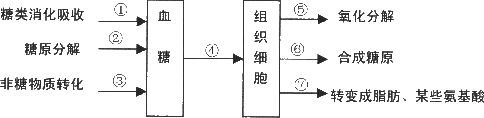 糖类消化吸收 ① 血糖 ④ 组织细胞 ⑤ 氧化分解
糖原分解 ② ⑥ 合成糖原
非糖物质转化 ③ ⑦ 转变成脂肪、某些氨基酸